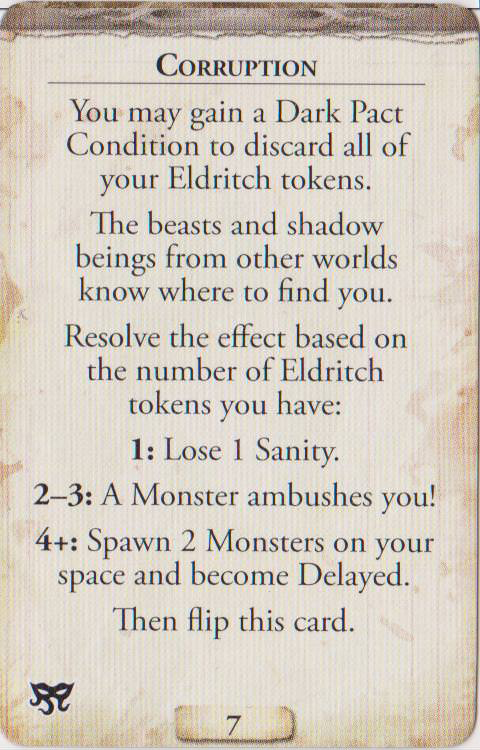 CORRUPTION
You may gain a Dark Pact
Condition to discard all of
your Eldritch tokens.
The beasts and shadow
beings from other worlds
know where to find you.
Resolve the effect based on
the number of Eldritch
tokens you have:
1: Lose 1 Sanity.
2–3: A Monster ambushes you!
4+: Spawn 2 Monsters on your
space and become Delayed.
Then flip this card.
7